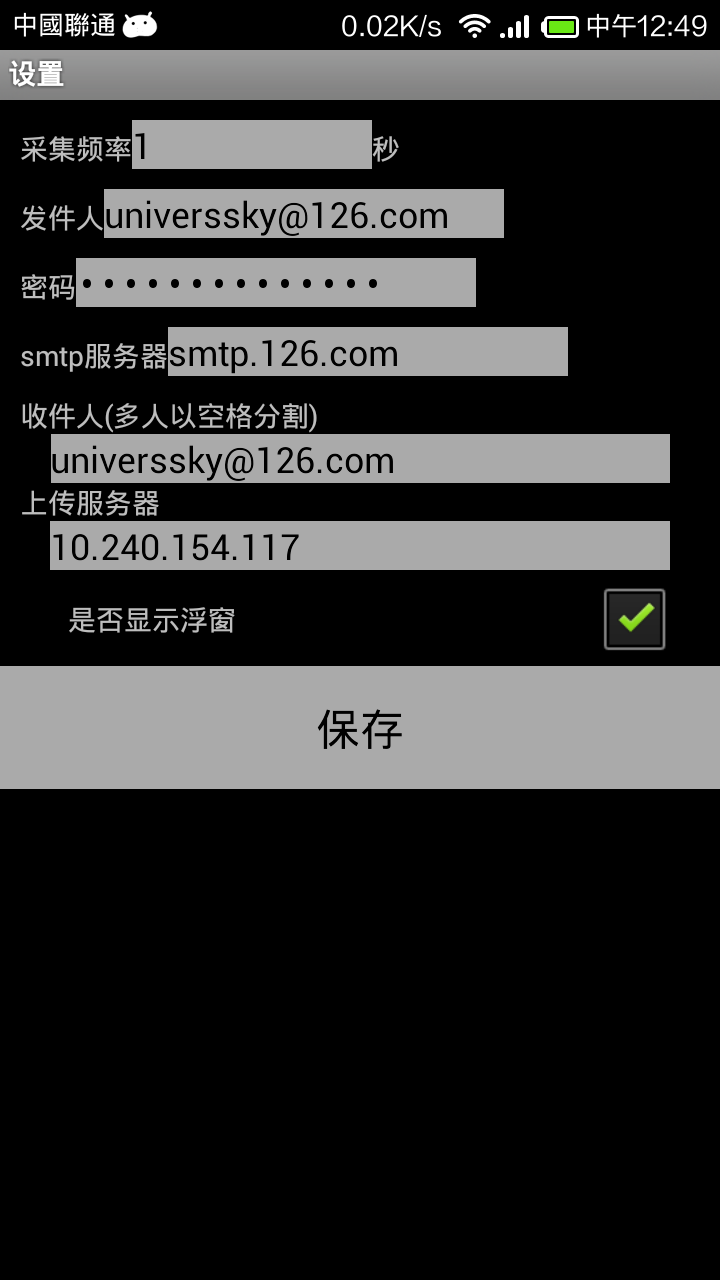 中國聯通 0.02K/s 中午12:49
设置
采集频率1 秒
发件人universsky@126.com
密码••••••••••••••
smtp服务器smtp.126.com
收件人(多人以空格分割)
universsky@126.com
上传服务器
10.240.154.117
是否显示浮窗
保存